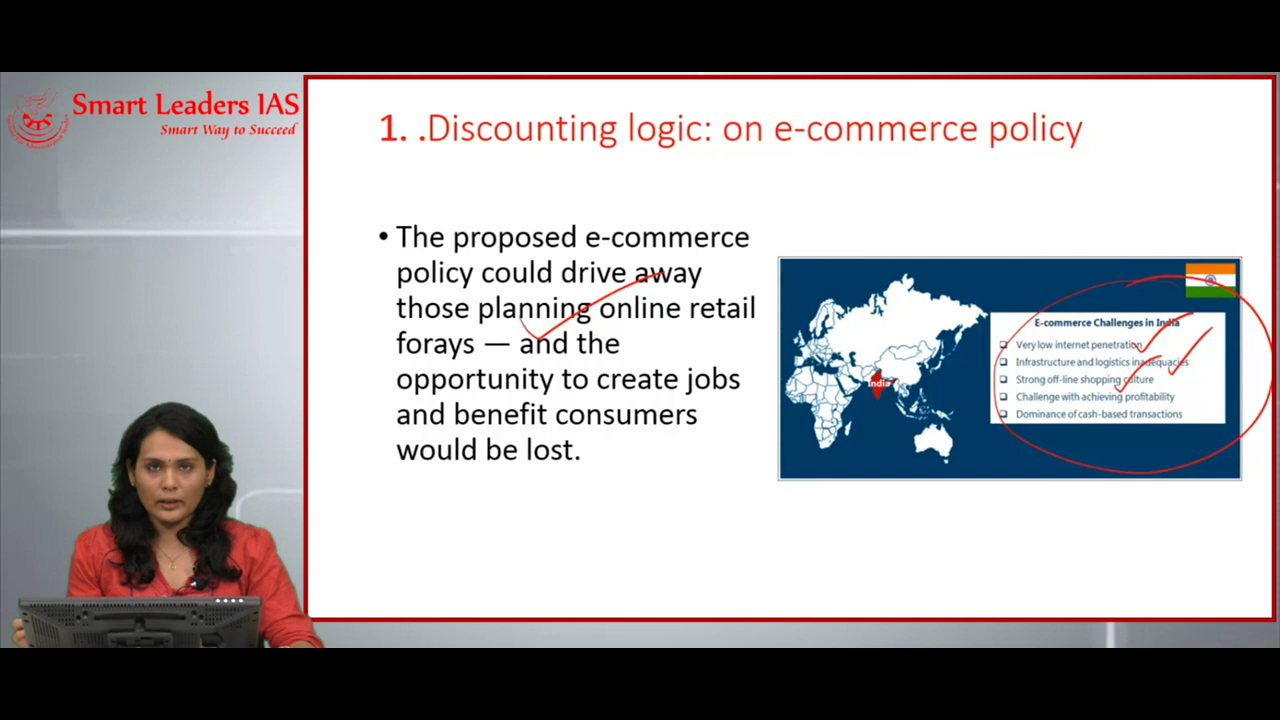 Smart Leaders IAS
Smart Way to Succeed
1. .Discounting logic: on e-commerce policy
• The proposed e-commerce
policy could drive away
those planning online retail
forays — and the
opportunity to create jobs
and benefit consumers
would be lost.
India
E-commerce Challenges in India
Very low internet penetration
Infrastructure and logistics inadequacies
Strong off-line shopping culture
Challenge with achieving profitability
Dominance of cash-based transactions